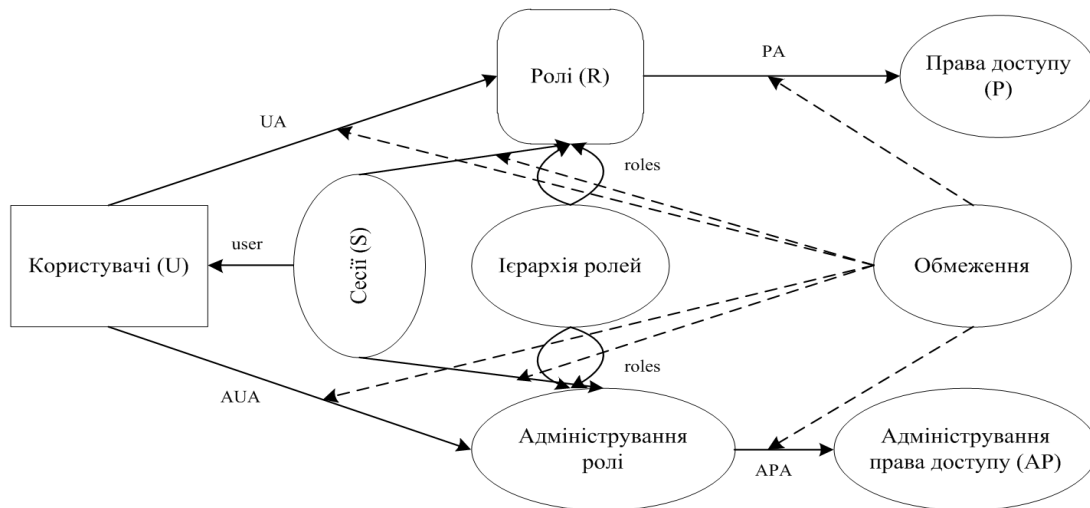 Ролі (R)
PA
Права доступу
(P)
UA
roles
Користувачі (U)
user
Сесії (S)
Ієрархія ролей
Обмеження
roles
AUA
Адміністрування
ролі
APA
Адміністрування
права доступу (AP)